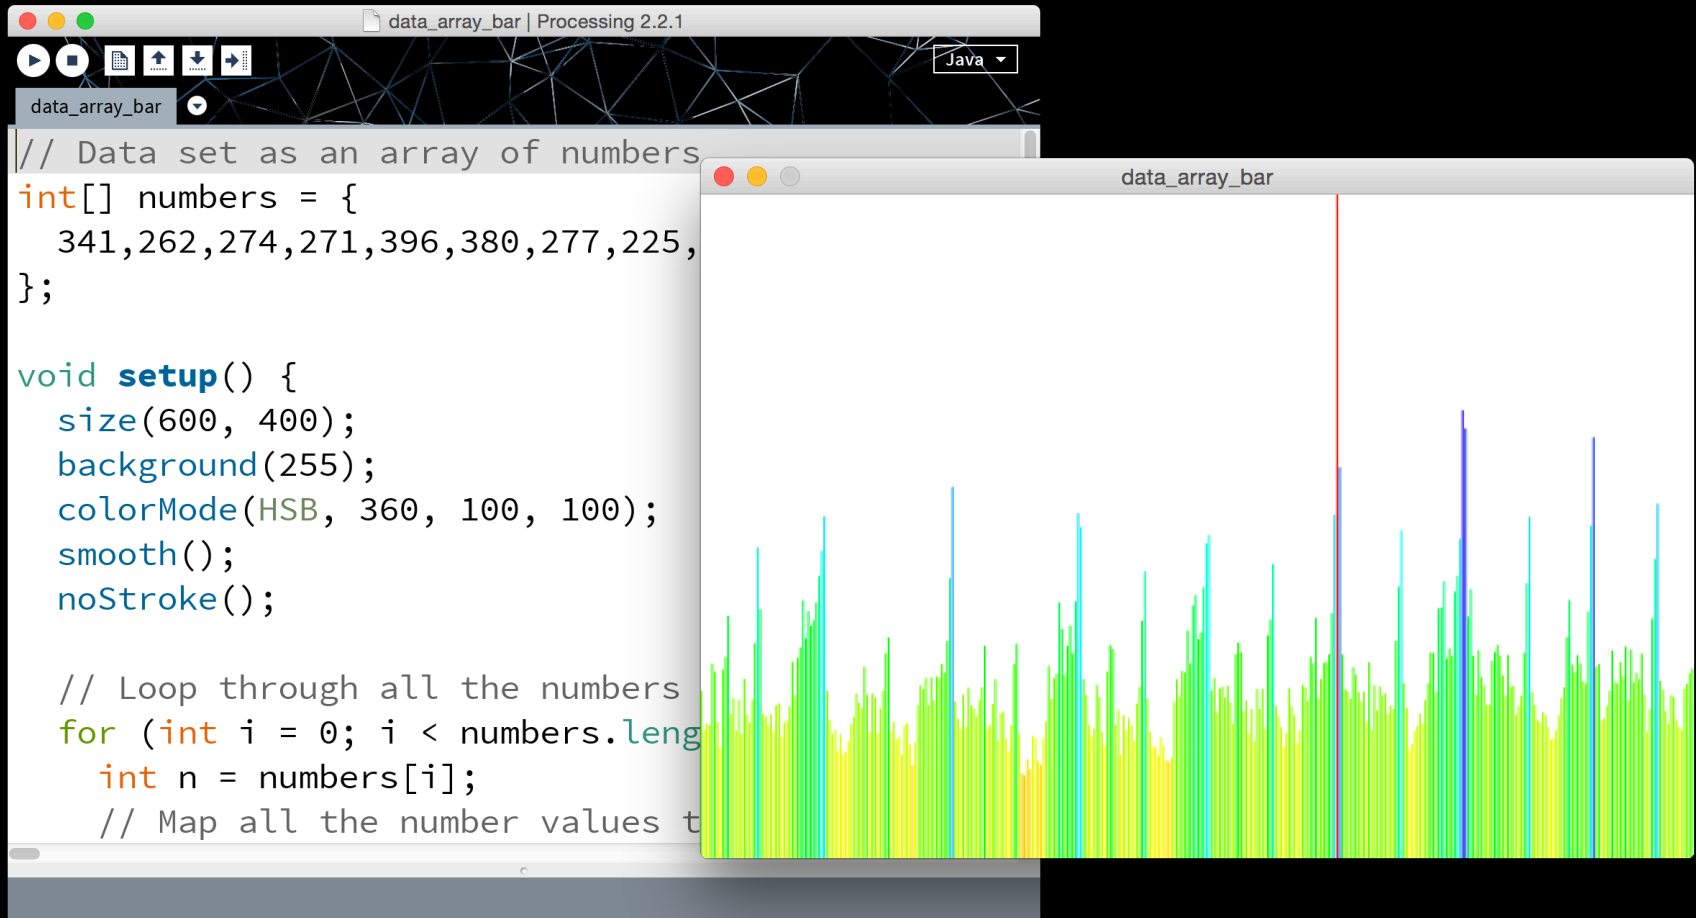 data_array_bar | Processing 2.2.1
Java
data_array_bar
// Data set as an array of numbers
int[] numbers = {
  341,262,274,271,396,380,277,225,
};
void setup() {
  size(600, 400);
  background(255);
  colorMode(HSB, 360, 100, 100);
  smooth();
  noStroke();
  // Loop through all the numbers
  for (int i = 0; i < numbers.leng
    int n = numbers[i];
    // Map all the number values t
data_array_bar